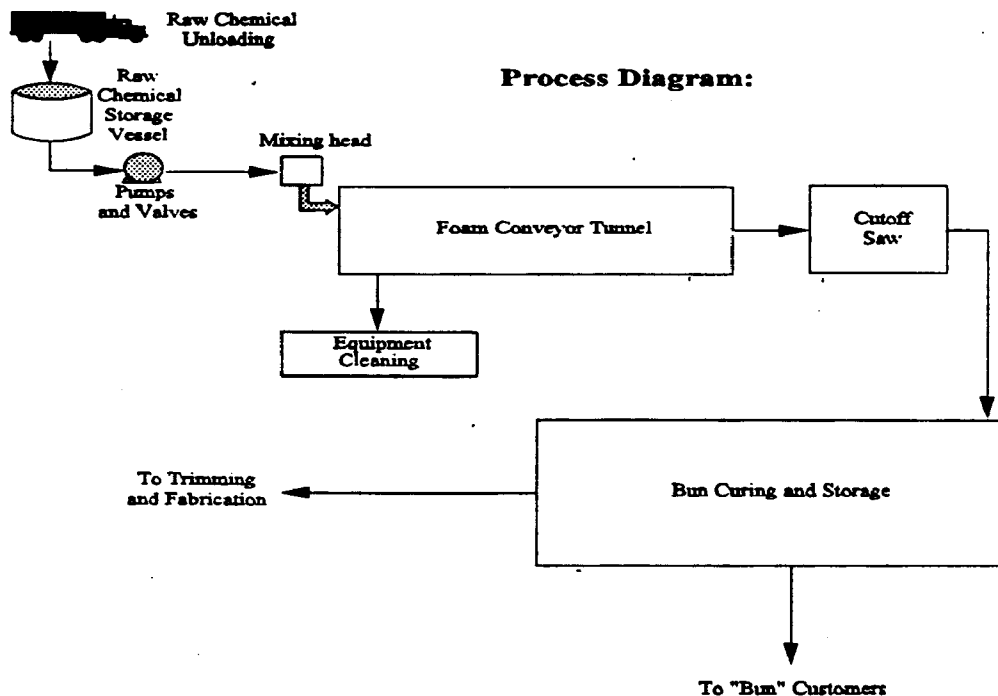 Raw Chemical
Unloading
Process Diagram:
Raw
Chemical
Storage
Vessel
Mixing head
Pumps
and Valves
Foam Conveyor Tunnel
Cutoff
Saw
Equipment
Cleaning
To Trimming
and Fabrication
Bun Curing and Storage
To "Bun" Customers